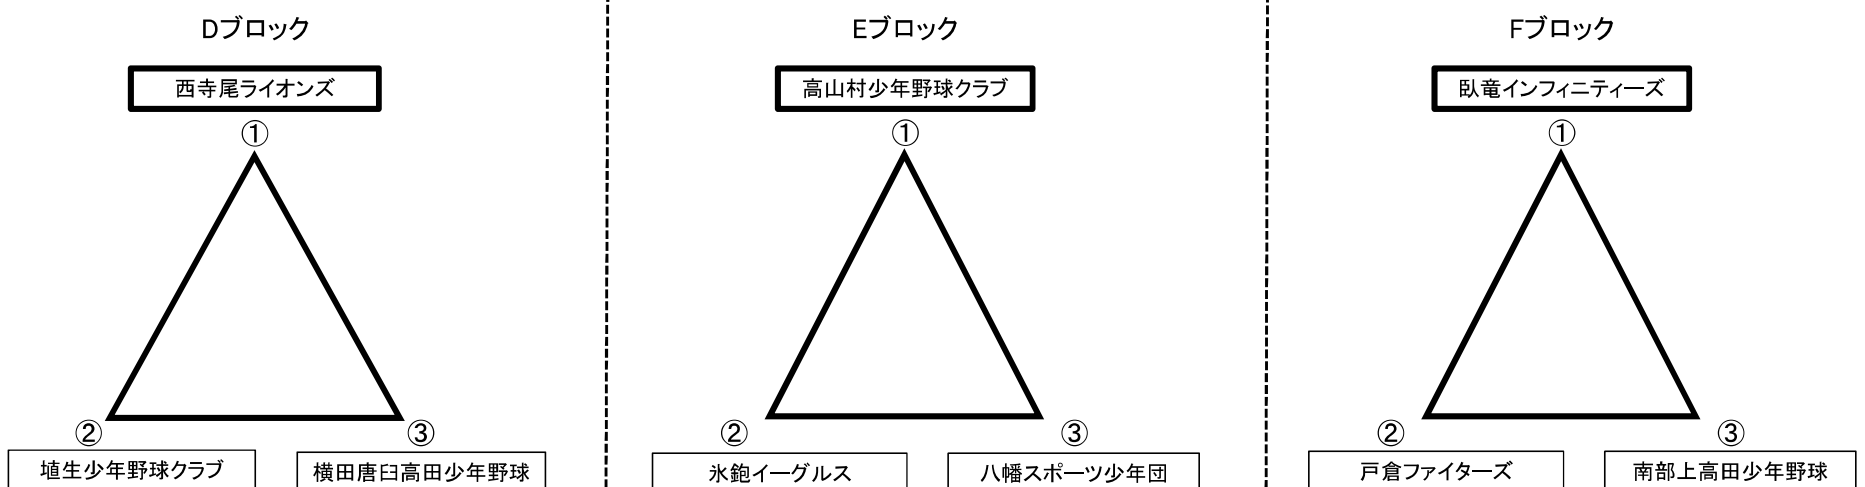 Dブロック
西寺尾ライオンズ
①
②
③
埴生少年野球クラブ
横田唐臼高田少年野球
Eブロック
高山村少年野球クラブ
①
②
③
氷鉋イーグルス
八幡スポーツ少年団
Fブロック
臥竜インフィニティーズ
①
②
③
戸倉ファイターズ
南部上高田少年野球